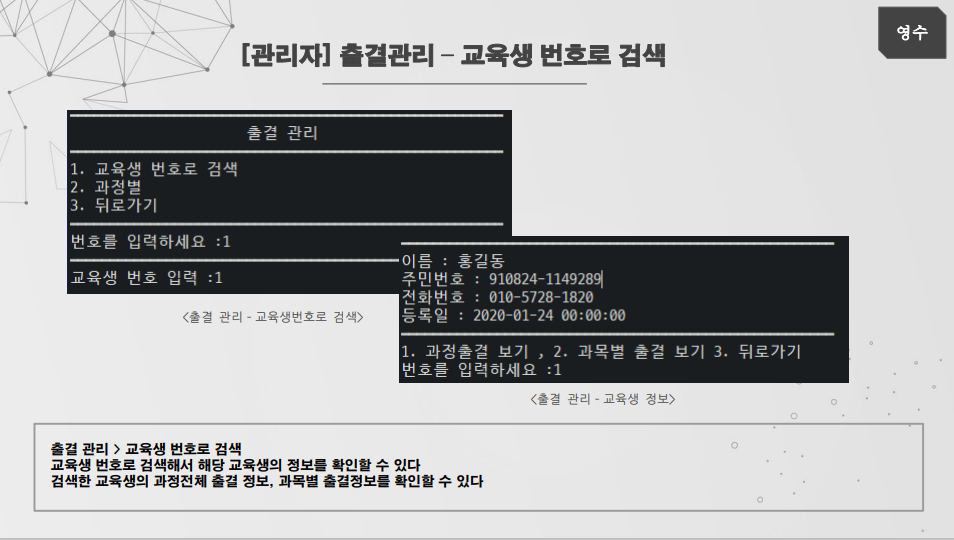 영수
[관리자] 출결관리 – 교육생 번호로 검색
출결 관리
1. 교육생 번호로 검색
2. 과정별
3. 뒤로가기
번호를 입력하세요 :1
교육생 번호 입력 :1
<출결 관리 - 교육생번호로 검색>
이름 : 홍길동
주민번호 : 910824-1149289
전화번호 : 010-5728-1820
등록일 : 2020-01-24 00:00:00
1. 과정출결 보기 , 2. 과목별 출결 보기 3. 뒤로가기
번호를 입력하세요 :1
<출결 관리 - 교육생 정보>
출결 관리 > 교육생 번호로 검색
교육생 번호로 검색해서 해당 교육생의 정보를 확인할 수 있다
검색한 교육생의 과정전체 출결 정보, 과목별 출결정보를 확인할 수 있다